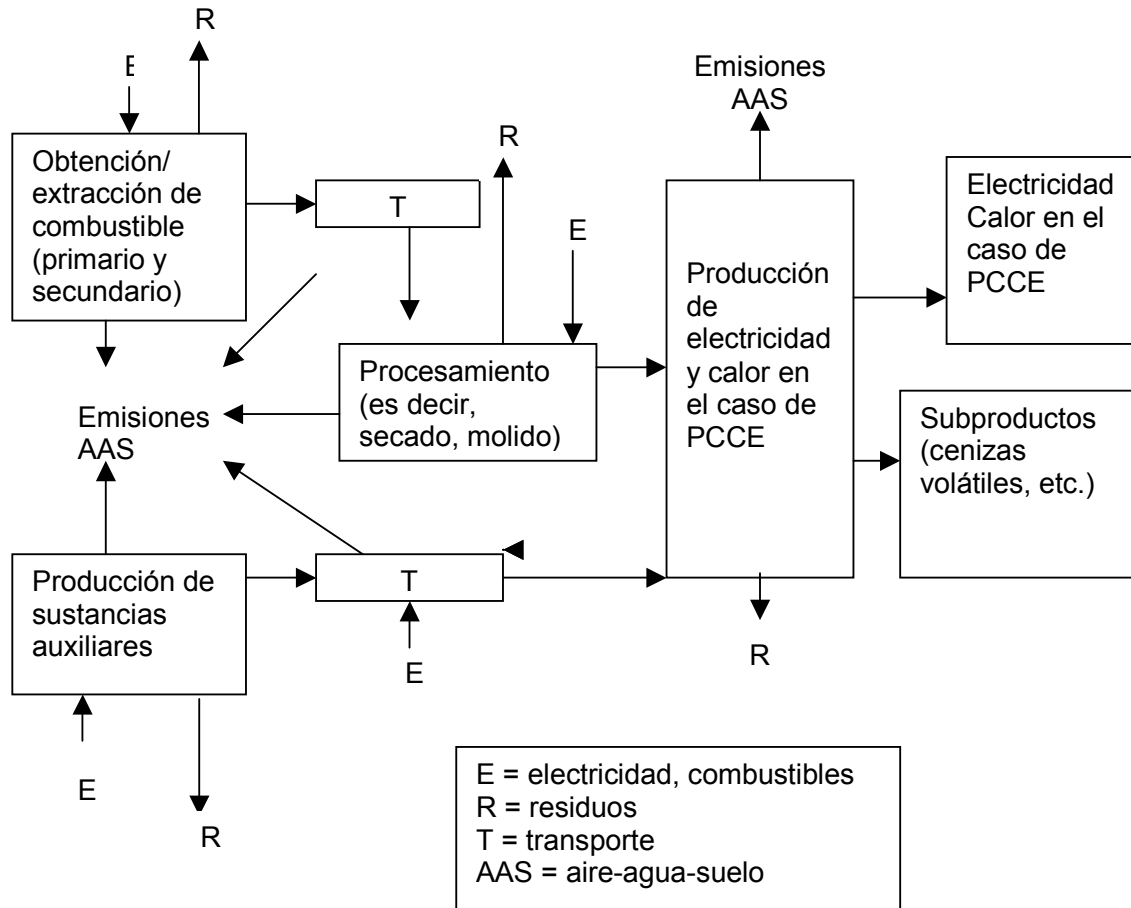 R
E
Emisiones
AAS
R
Obtención/
extracción de
combustible
(primario y
secundario)
T
E
Electricidad
Calor en el
caso de
PCCE
Producción
de
electricidad
y calor en
el caso de
PCCE
Procesamiento
(es decir,
secado, molido)
Emisiones
AAS
Subproductos
(cenizas
volátiles, etc.)
Producción de
sustancias
auxiliares
T
E
R
E
R
E = electricidad, combustibles
R = residuos
T = transporte
AAS = aire-agua-suelo